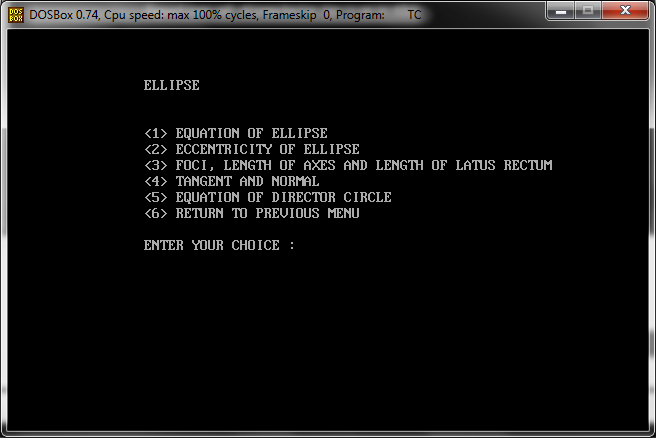 DOSBox 0.74, Cpu speed: max 100% cycles, Frameskip 0, Program: TC
ELLIPSE
<1> EQUATION OF ELLIPSE
<2> ECCENTRICITY OF ELLIPSE
<3> FOCI, LENGTH OF AXES AND LENGTH OF LATUS RECTUM
<4> TANGENT AND NORMAL
<5> EQUATION OF DIRECTOR CIRCLE
<6> RETURN TO PREVIOUS MENU
ENTER YOUR CHOICE :